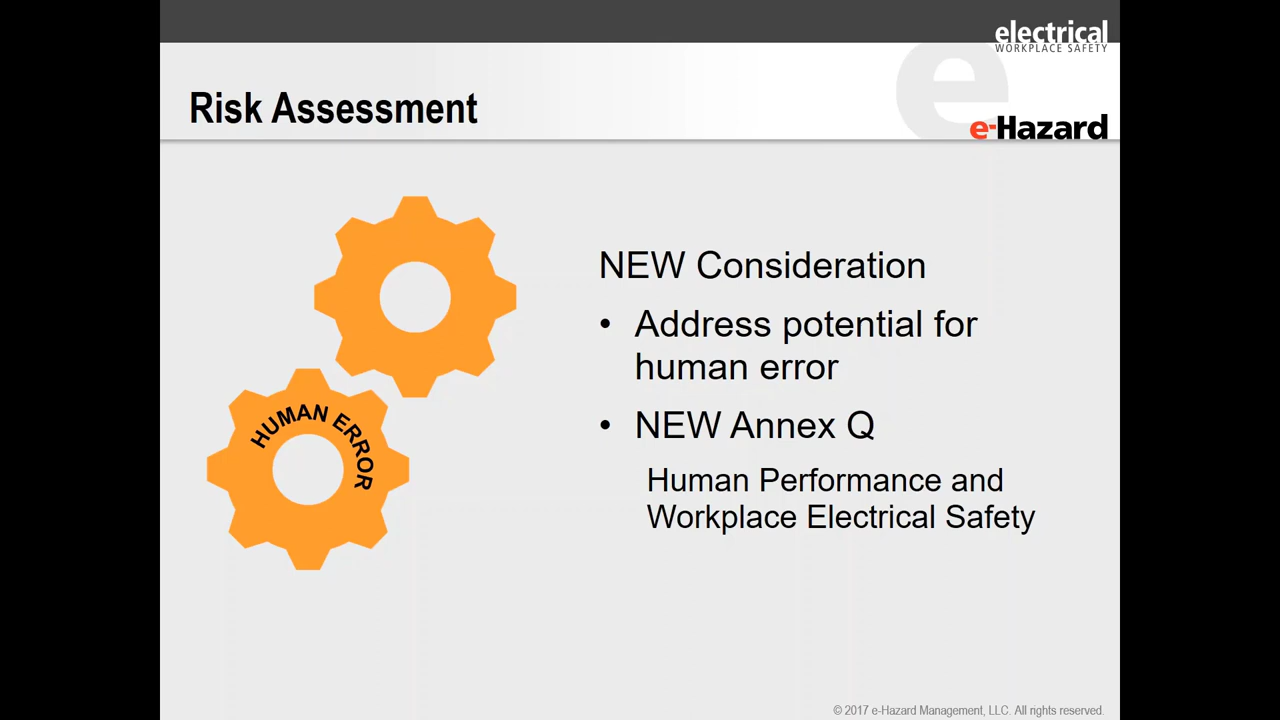 electrical
WORKPLACE SAFETY
Risk Assessment
e-Hazard
NEW Consideration
• Address potential for
human error
• NEW Annex Q
Human Performance and
Workplace Electrical Safety
HUMAN ERROR
© 2017 e-Hazard Management, LLC. All rights reserved.